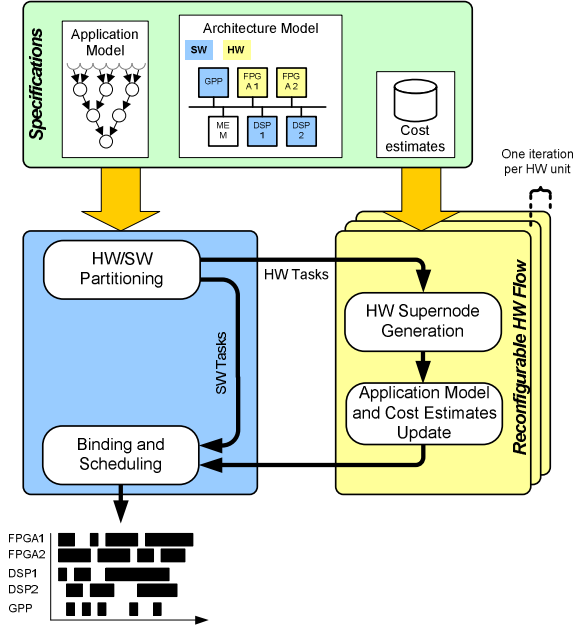 Specifications
Application
Model
Architecture Model
SW
HW
GPP
FPG
A 1
FPG
A 2
ME
M
DSP
1
DSP
2
Cost
estimates
One iteration
per HW unit
HW/SW
Partitioning
HW Tasks
SW Tasks
HW Supernode
Generation
Application Model
and Cost Estimates
Update
Reconfigurable HW Flow
Binding and
Scheduling
FPGA1
FPGA2
DSP1
DSP2
GPP